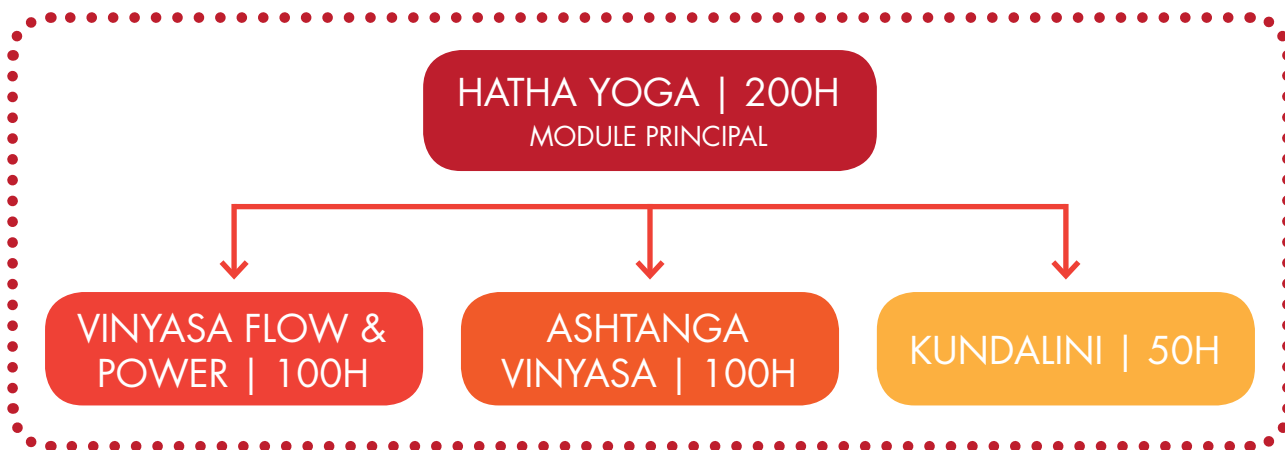 HATHA YOGA | 200H
MODULE PRINCIPAL
VINYASA FLOW &
POWER | 100H
ASHTANGA
VINYASA | 100H
KUNDALINI | 50H